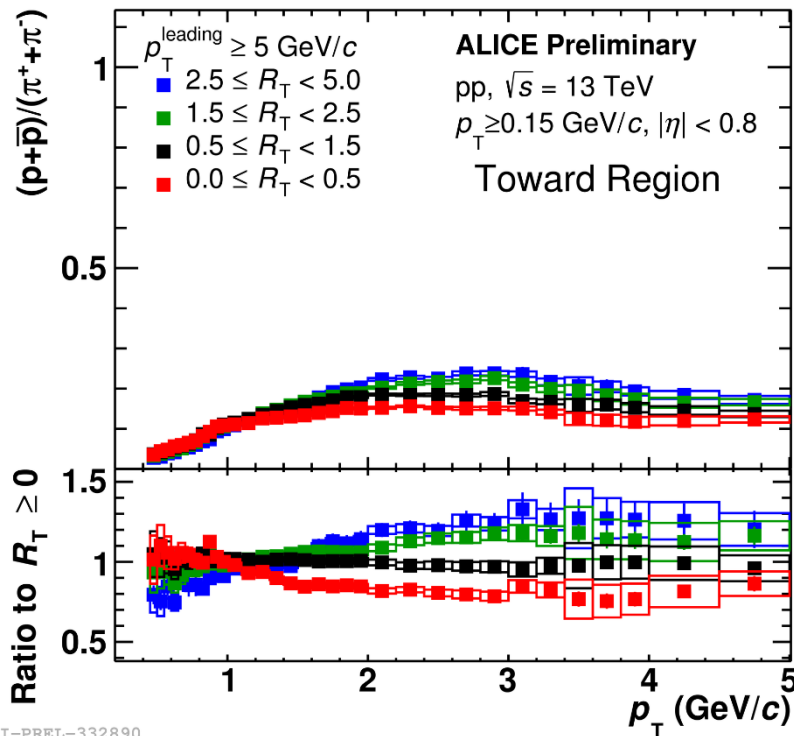 (p+p̅)/(π⁺+π⁻)
1
0.5
p_T^leading ≥ 5 GeV/c
2.5 ≤ R_T < 5.0
1.5 ≤ R_T < 2.5
0.5 ≤ R_T < 1.5
0.0 ≤ R_T < 0.5
ALICE Preliminary
pp, √s = 13 TeV
p_T≥0.15 GeV/c, |η| < 0.8
Toward Region
Ratio to R_T ≥ 0
1.5
1
0.5
1 2 3 4 5
p_T (GeV/c)
I-PREL-332890